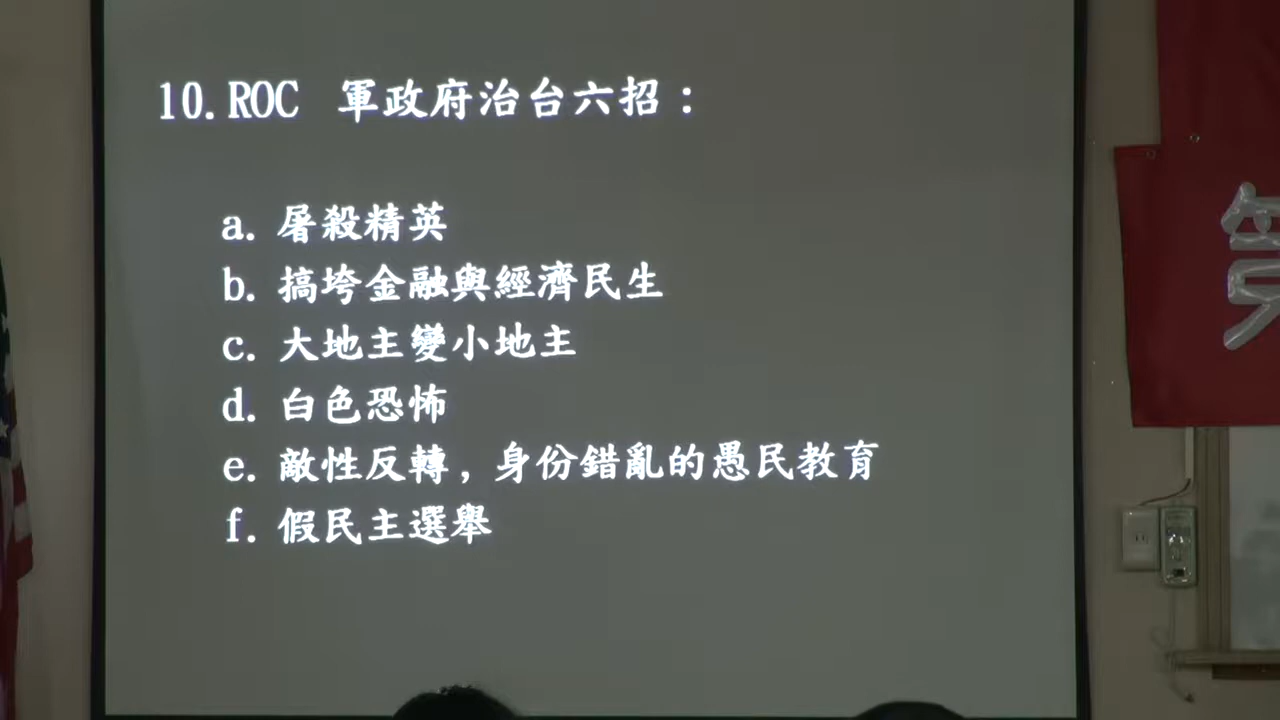 10. ROC 軍政府治台六招：
a. 屠殺精英
b. 搞垮金融與經濟民生
c. 大地主變小地主
d. 白色恐怖
e. 敵性反轉，身份錯亂的愚民教育
f. 假民主選舉
第